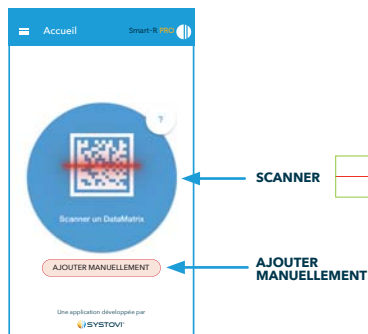 Accueil
Smart-R PRO
?
Scanner un DataMatrix
SCANNER
AJOUTER MANUELLEMENT
AJOUTER
MANUELLEMENT
Une application développée par
SYSTOVI